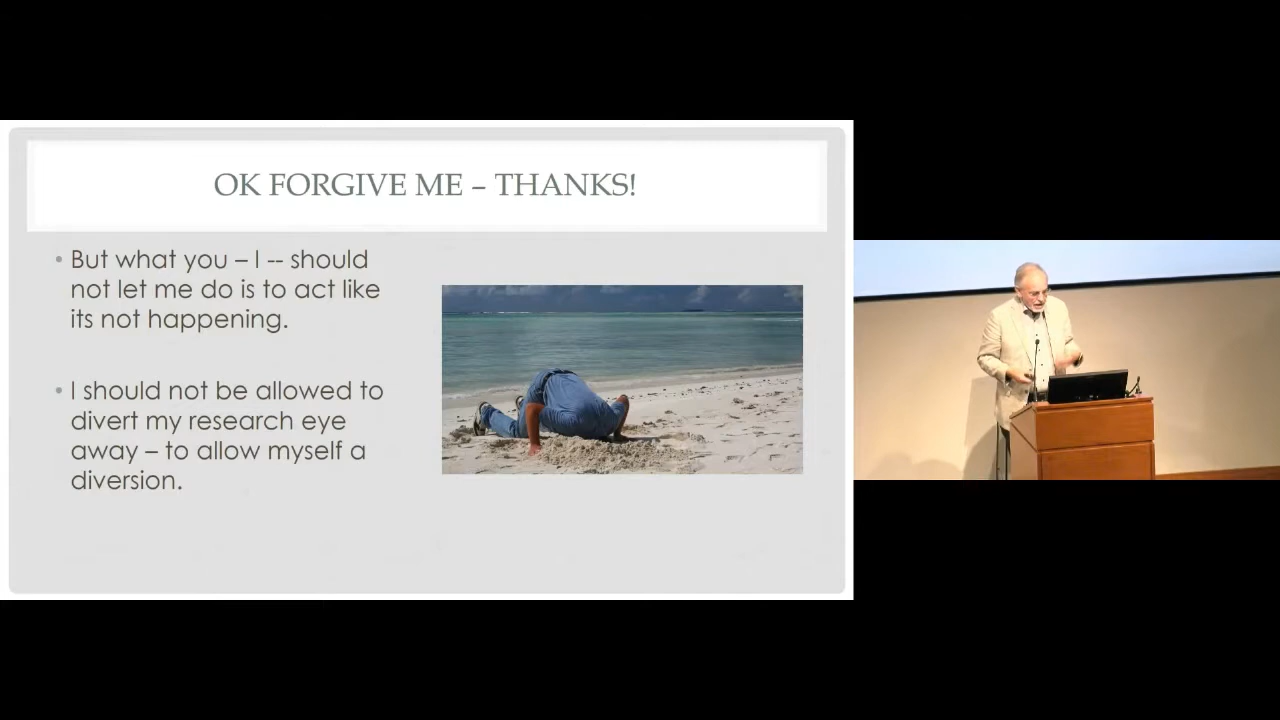 OK FORGIVE ME – THANKS!
• But what you – I -- should
not let me do is to act like
its not happening.
• I should not be allowed to
divert my research eye
away – to allow myself a
diversion.